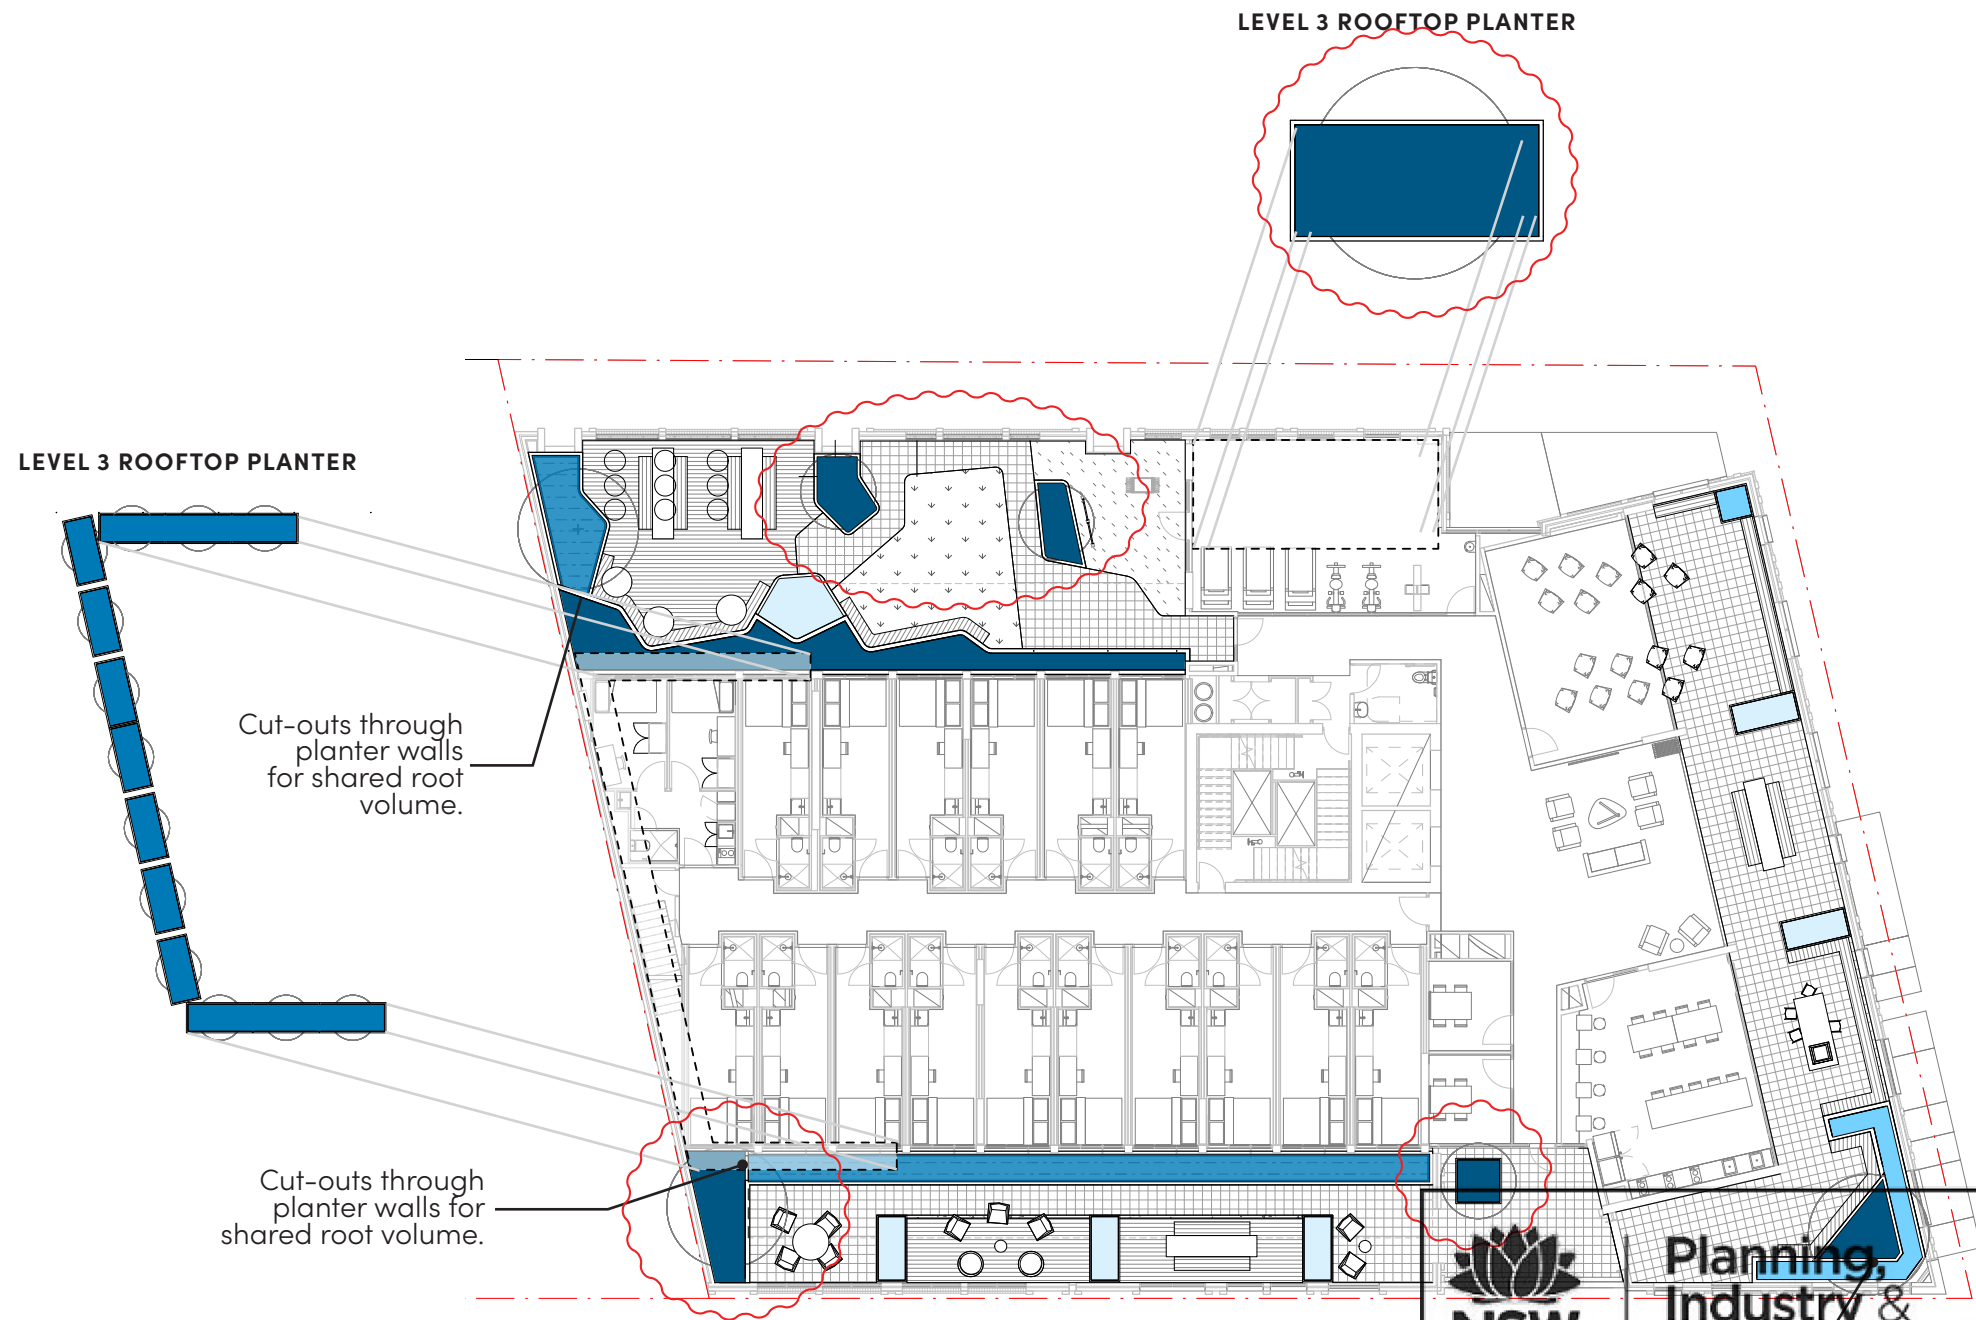 LEVEL 3 ROOFTOP PLANTER
LEVEL 3 ROOFTOP PLANTER
Cut-outs through
planter walls
for shared root
volume.
Cut-outs through
planter walls for
shared root volume.
Planning,
Industry &
NSW